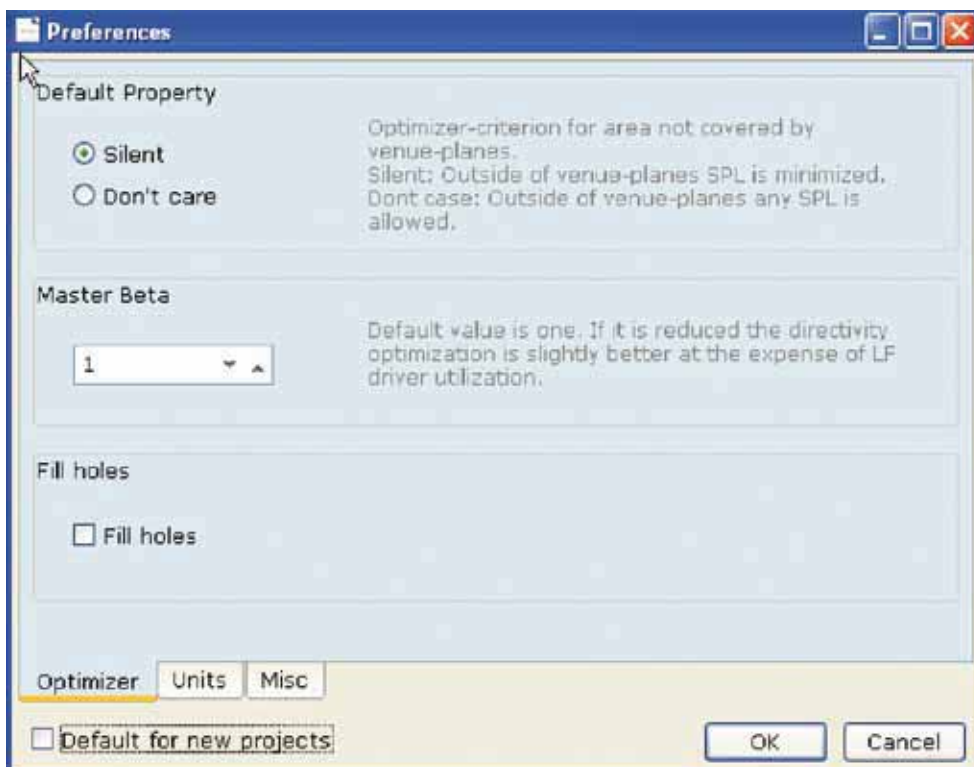 Preferences
Default Property
Silent
Don't care
Optimizer-criterion for area not covered by
venue-planes.
Silent: Outside of venue-planes SPL is minimized.
Dont case: Outside of venue-planes any SPL is
allowed.
Master Beta
1
Default value is one. If it is reduced the directivity
optimization is slightly better at the expense of LF
driver utilization.
Fill holes
Fill holes
Optimizer
Units
Misc
Default for new projects
OK
Cancel